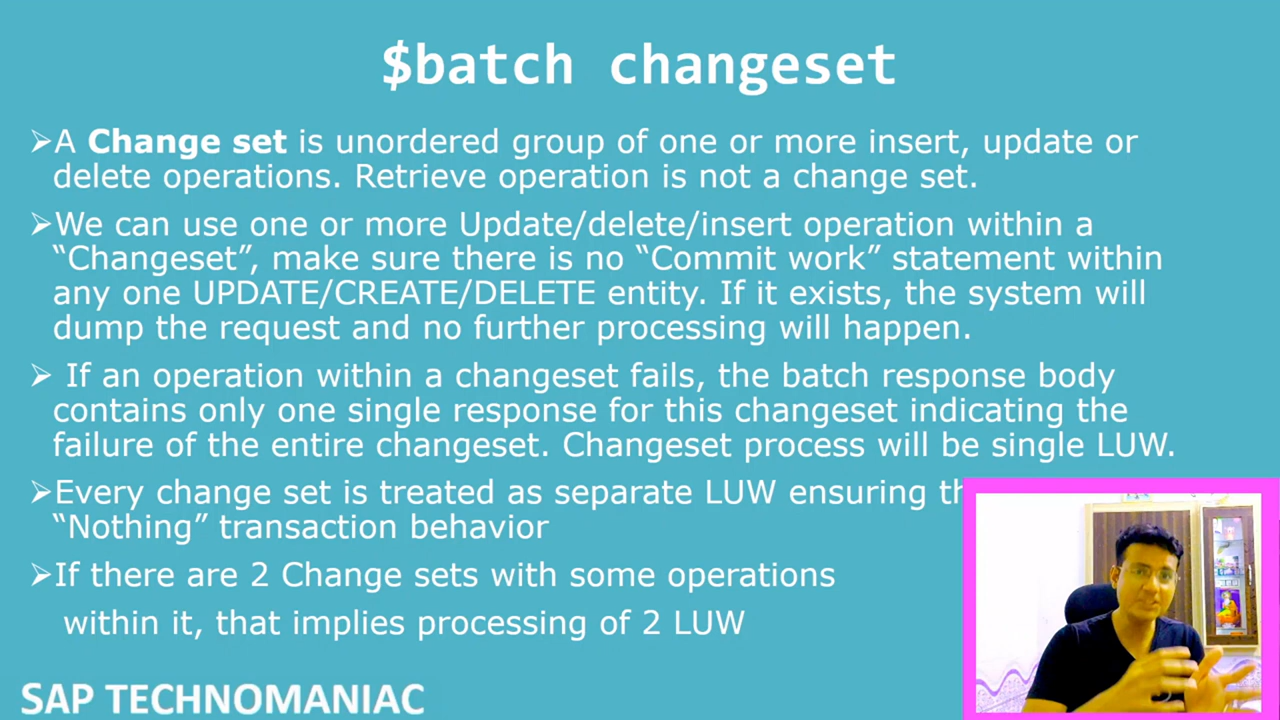 $batch changeset
➢A Change set is unordered group of one or more insert, update or
delete operations. Retrieve operation is not a change set.
➢We can use one or more Update/delete/insert operation within a
“Changeset”, make sure there is no “Commit work” statement within
any one UPDATE/CREATE/DELETE entity. If it exists, the system will
dump the request and no further processing will happen.
➢ If an operation within a changeset fails, the batch response body
contains only one single response for this changeset indicating the
failure of the entire changeset. Changeset process will be single LUW.
➢Every change set is treated as separate LUW ensuring
“Nothing” transaction behavior
➢If there are 2 Change sets with some operations
within it, that implies processing of 2 LUW
SAP TECHNOMANIAC